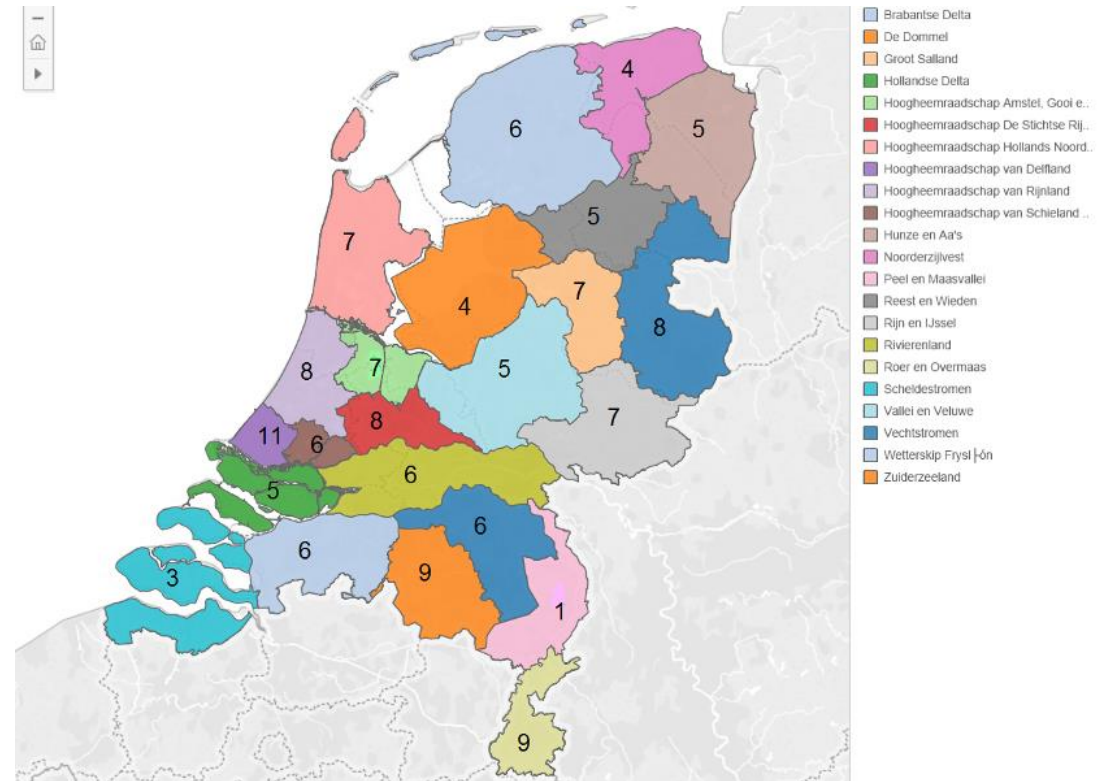 4
5
6
5
7
7
4
8
5
8
7
7
8
11
6
6
5
6
6
3
9
1
9
Brabantse Delta
De Dommel
Groot Salland
Hollandse Delta
Hoogheemraadschap Amstel, Gooi e..
Hoogheemraadschap De Stichtse Rij..
Hoogheemraadschap Hollands Noord..
Hoogheemraadschap van Delfland
Hoogheemraadschap van Rijnland
Hoogheemraadschap van Schieland ..
Hunze en Aa's
Noorderzijlvest
Peel en Maasvallei
Reest en Wieden
Rijn en IJssel
Rivierenland
Roer en Overmaas
Scheldestromen
Vallei en Veluwe
Vechtstromen
Wetterskip Frysl├ón
Zuiderzeeland